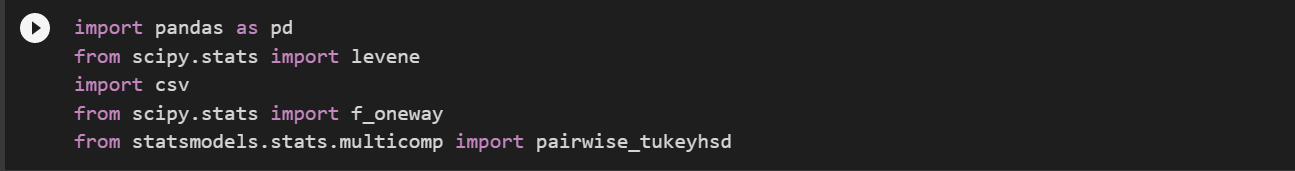 import pandas as pd
from scipy.stats import levene
import csv
from scipy.stats import f_oneway
from statsmodels.stats.multicomp import pairwise_tukeyhsd